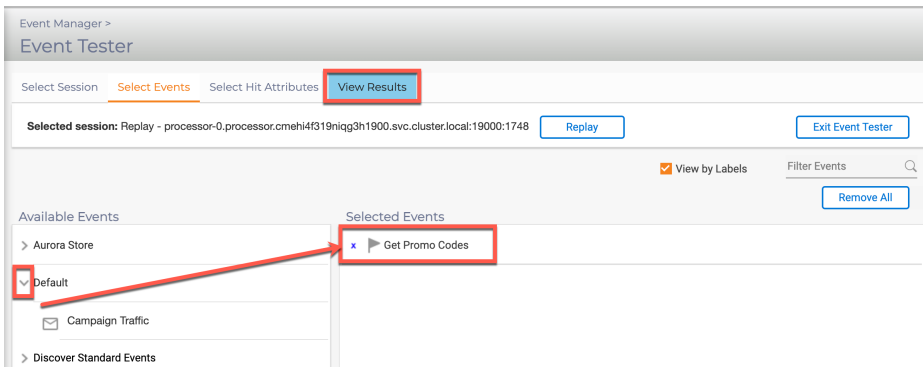 Event Manager >
Event Tester
Select Session Select Events Select Hit Attributes View Results
Selected session: Replay - processor-0.processor.cmehi4f319niqg3h1900.svc.cluster.local:19000:1748 Replay Exit Event Tester
View by Labels Filter Events
Remove All
Available Events Selected Events
Aurora Store x Get Promo Codes
Default
Campaign Traffic
Discover Standard Events